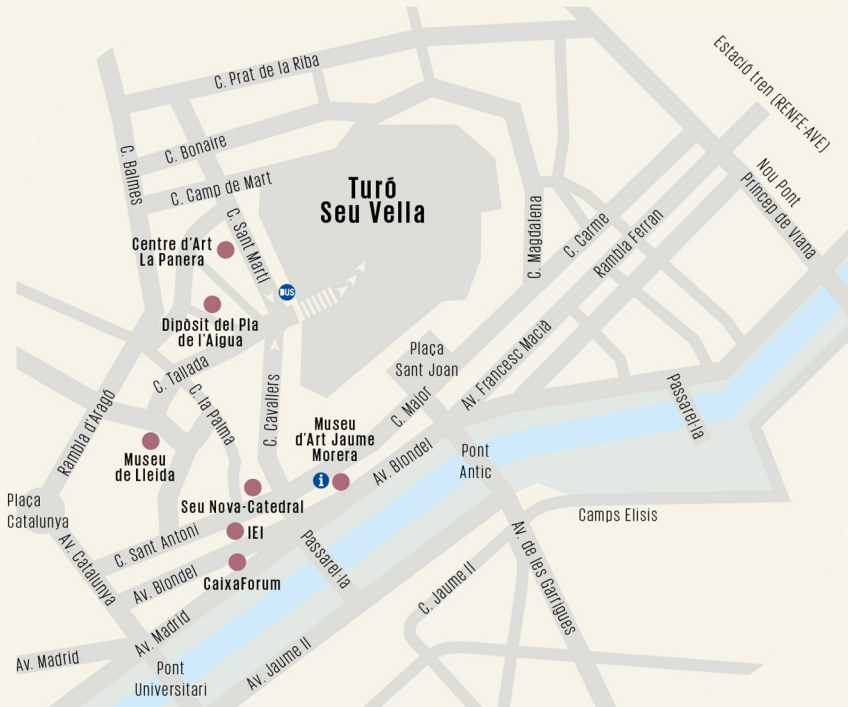 C. Prat de la Riba
Estació tren (RENFE-AVE)
C. Balmes
C. Bonaire
C. Camp de Mart
Turó
Seu Vella
Nou Pont
Príncep de Viana
C. Sant Martí
C. Magdalena
C. Carme
Rambla Ferran
Centre d'Art
La Panera
BUS
Dipòsit del Pla
de l'Aigua
Plaça
Sant Joan
Av. Francesc Macià
C. Tallada
C. la Palma
C. Cavallers
C. Major
Passarel·la
Rambla d'Aragó
Museu
d'Art Jaume
Morera
Museu
de Lleida
Av. Blondel
Pont
Antic
i
Plaça
Catalunya
Seu Nova-Catedral
Camps Elisis
C. Sant Antoni
IEI
Passarel·la
Av. de les Garrigues
Av. Catalunya
Av. Blondel
CaixaForum
C. Jaume II
Av. Madrid
Av. Madrid
Pont
Universitari
Av. Jaume II